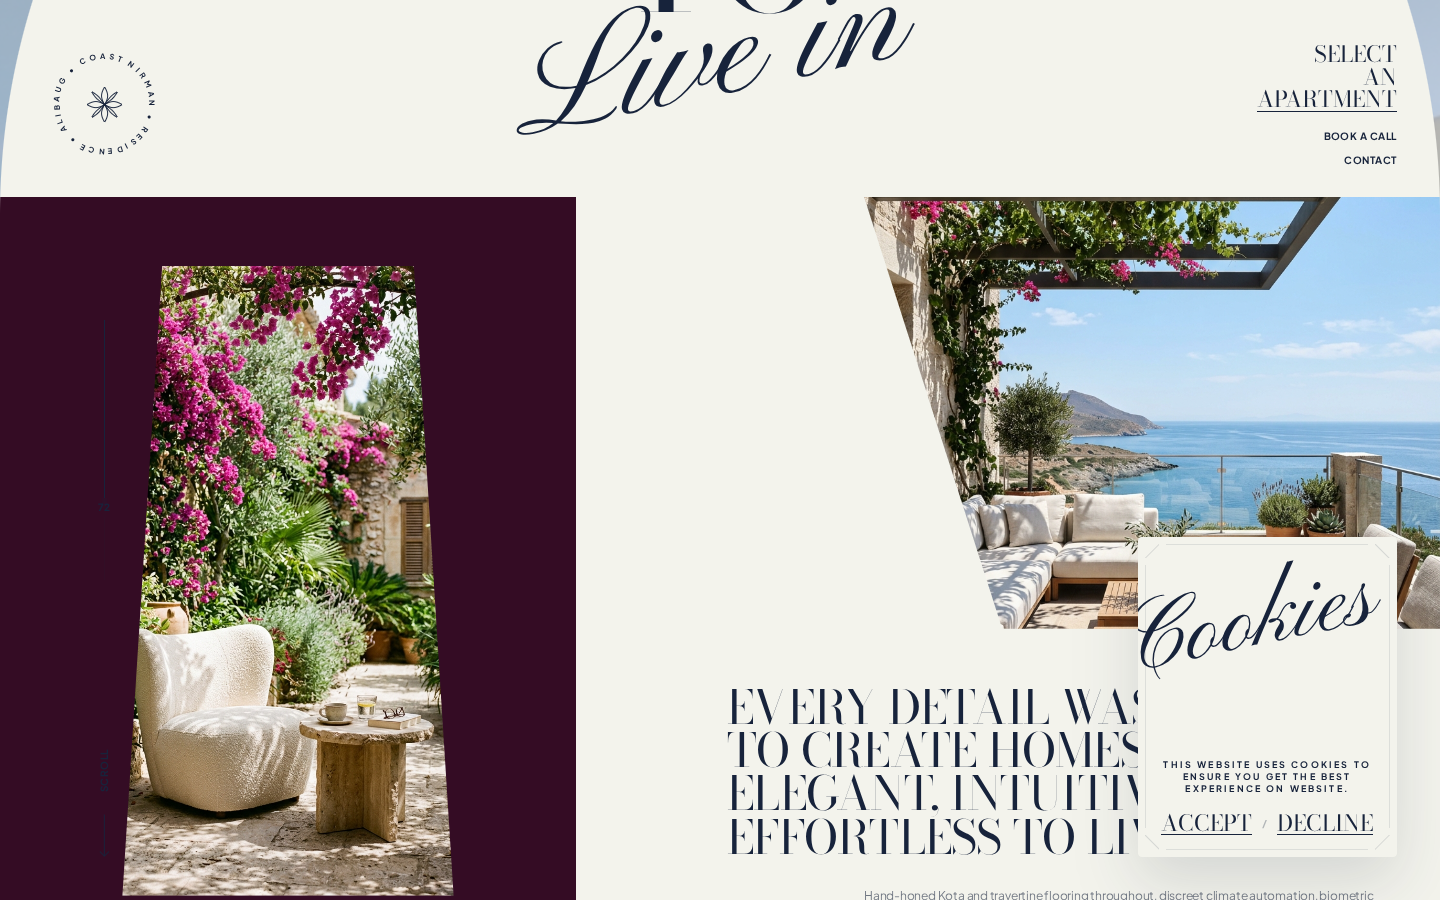 Live in
COAST NIRMAN • RESIDENCE • ALIBAUG •
SELECT
AN
APARTMENT
BOOK A CALL
CONTACT
SCROLL
Cookies
THIS WEBSITE USES COOKIES TO
ENSURE YOU GET THE BEST
EXPERIENCE ON WEBSITE.
ACCEPT / DECLINE
EVERY DETAIL WAS
TO CREATE HOMES
ELEGANT. INTUITIV
EFFORTLESS TO LI
Hand-honed Kota and travertine flooring throughout, discreet climate automation, biometric